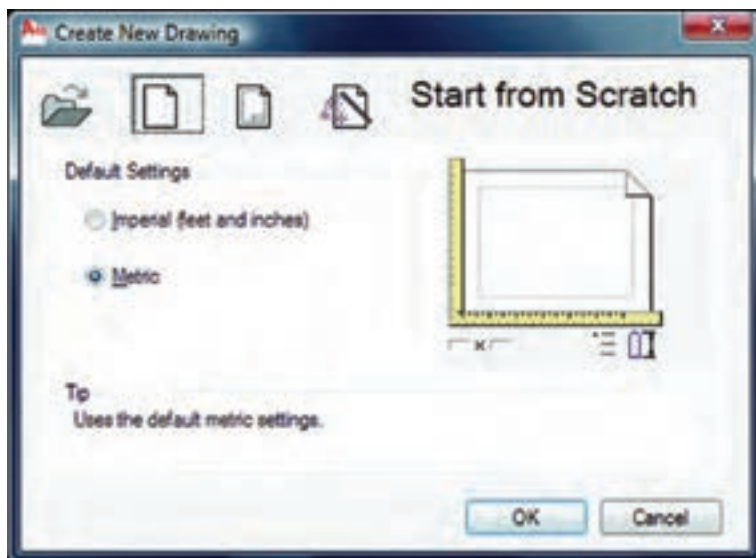 Create New Drawing
Start from Scratch
Default Settings
Imperial (feet and inches)
Metric
Tip
Uses the default metric settings.
OK
Cancel